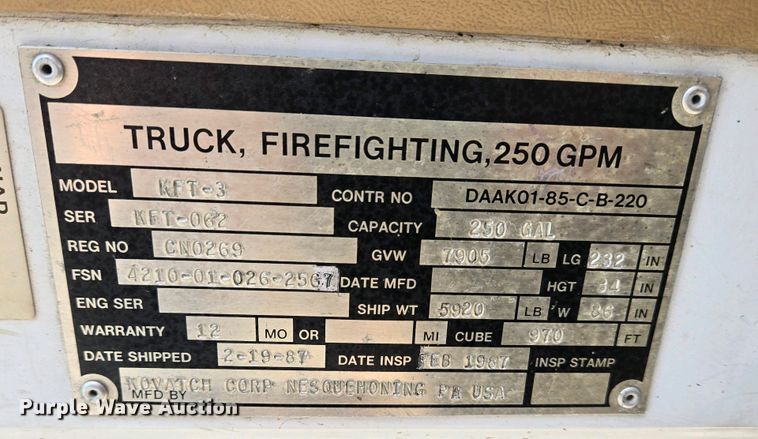 TRUCK, FIREFIGHTING, 250 GPM
MODEL KFT-3 CONTR NO DAAK01-85-C-B-220
SER KFT-062 CAPACITY 250 GAL
REG NO CN0269 GVW 7905 LB LG 232 IN
FSN 4210-01-026-2567 DATE MFD HGT 84 IN
ENG SER SHIP WT 5920 LB W 86 IN
WARRANTY 12 MO OR MI CUBE 970 FT
DATE SHIPPED 2-19-87 DATE INSP FEB 1987 INSP STAMP
MFD BY KOVATCH CORP NESQUEHONING PA USA
Purple Wave Auction